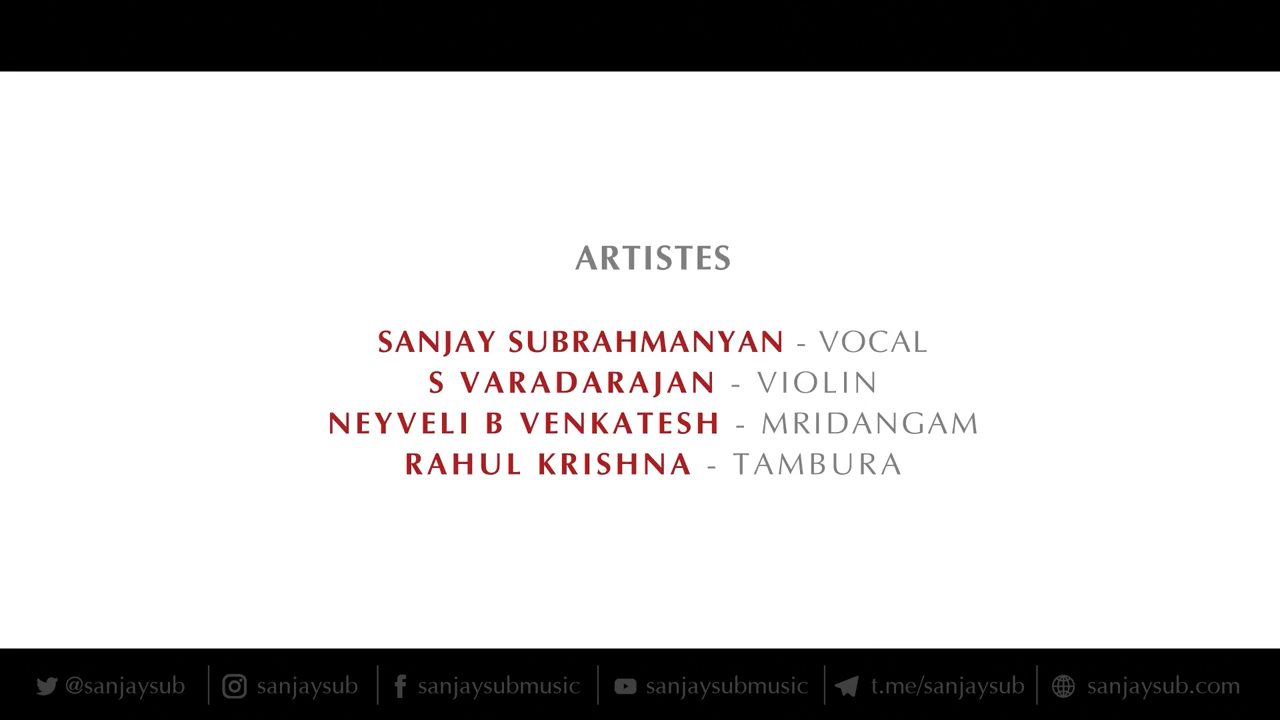 ARTISTES
SANJAY SUBRAHMANYAN - VOCAL
S VARADARAJAN - VIOLIN
NEYVELI B VENKATESH - MRIDANGAM
RAHUL KRISHNA - TAMBURA
@sanjaysub sanjaysub sanjaysubmusic sanjaysubmusic t.me/sanjaysub sanjaysub.com